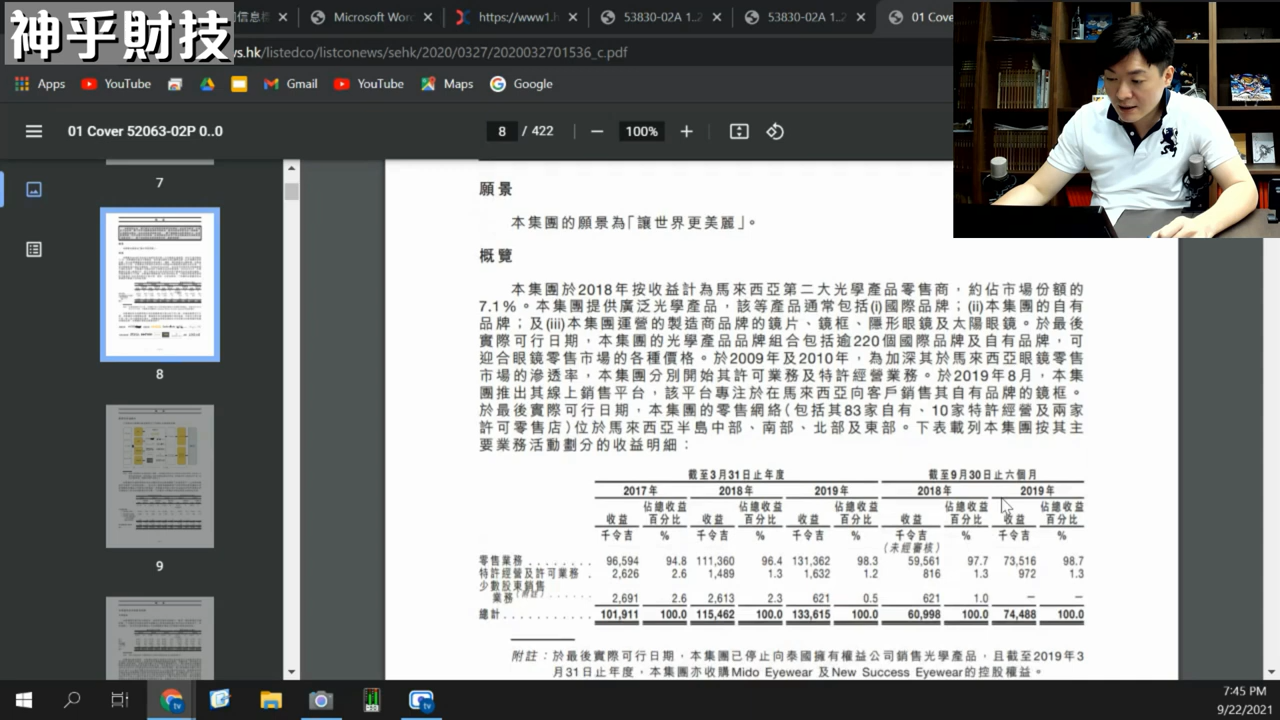 神乎財技
Microsoft Wor
https://www1.
53830-02A 1..
53830-02A 1..
01 Cove
ws.hk/listedco/listconews/sehk/2020/0327/2020032701536_c.pdf
Apps
YouTube
Gmail
YouTube
Maps
Google
01 Cover 52063-02P 0..0
8 / 422
100%
7
8
9
願景
本集團的願景為「讓世界更美麗」。
概覽
本集團於2018年按收益計為馬來西亞第二大光學產品零售商，約佔市場份額的
7.1%。本集團提供廣泛光學產品，該等產品通常包括(i)國際品牌；(ii)本集團的自有
品牌；及(iii)本集團運營的製造商品牌的鏡片、鏡框、隱形眼鏡及太陽眼鏡。於最後
實際可行日期，本集團的光學產品品牌組合包括逾220個國際品牌及自有品牌，可
迎合眼鏡零售市場的各種價格。於2009年及2010年，為加深其於馬來西亞眼鏡零售
市場的滲透率，本集團分別開始其許可業務及特許經營業務。於2019年8月，本集
團推出其線上銷售平台，該平台專注於在馬來西亞向客戶銷售其自有品牌的鏡框。
於最後實際可行日期，本集團的零售網絡（包括其83家自有、10家特許經營及兩家
許可零售店）位於馬來西亞半島中部、南部、北部及東部。下表載列本集團按其主
要業務活動劃分的收益明細：
截至3月31日止年度 截至9月30日止六個月
2017年 2018年 2019年 2018年 2019年
佔總收益 佔總收益 佔總收益 佔總收益 佔總收益
收益 百分比 收益 百分比 收益 百分比 收益 百分比 收益 百分比
千令吉 % 千令吉 % 千令吉 % 千令吉 % 千令吉 %
(未經審核)
零售業務 96,594 94.8 111,360 96.4 131,362 98.3 59,561 97.7 73,516 98.7
特許經營及許可業務 2,626 2.6 1,489 1.3 1,632 1.2 816 1.3 972 1.3
少數股東銷售
業務(附註) 2,691 2.6 2,613 2.3 621 0.5 621 1.0 — —
總計 101,911 100.0 115,462 100.0 133,615 100.0 60,998 100.0 74,488 100.0
附註：於最後實際可行日期，本集團已停止向泰國擁有權益公司銷售光學產品，且截至2019年3
月31日止年度，本集團亦收購Mido Eyewear 及New Success Eyewear的控股權益。
7:45 PM
9/22/2021